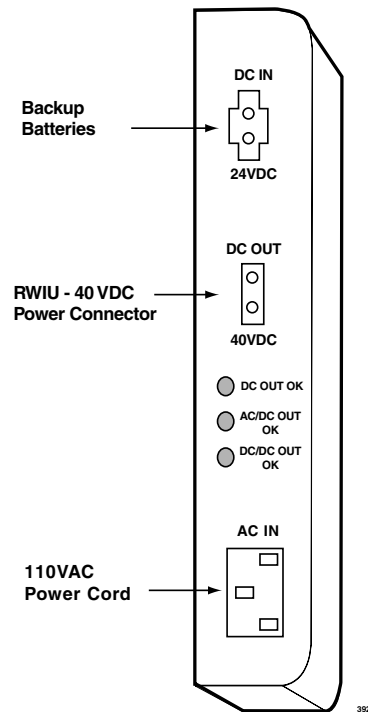 DC IN
Backup
Batteries
24VDC
DC OUT
RWIU - 40 VDC
Power Connector
40VDC
DC OUT OK
AC/DC OUT
OK
DC/DC OUT
OK
AC IN
110VAC
Power Cord
392